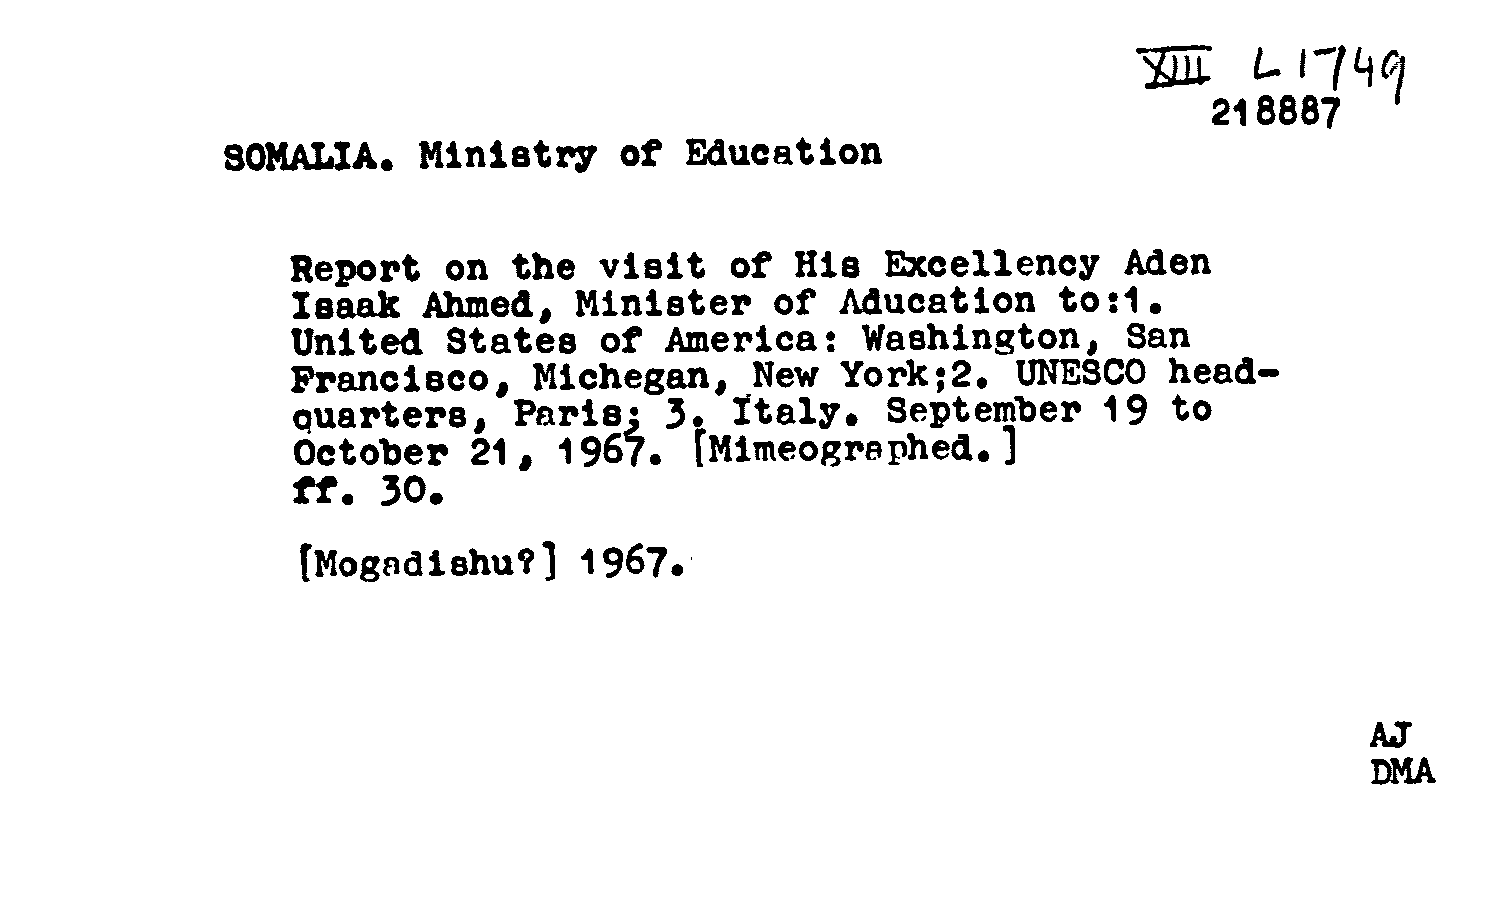 XIII L1749
218887
SOMALIA. Ministry of Education
Report on the visit of His Excellency Aden
Isaak Ahmed, Minister of Aducation to:1.
United States of America: Washington, San
Francisco, Michegan, New York;2. UNESCO head-
quarters, Paris; 3. Italy. September 19 to
October 21, 1967. [Mimeographed.]
ff. 30.
[Mogadishu?] 1967.
AJ
DMA